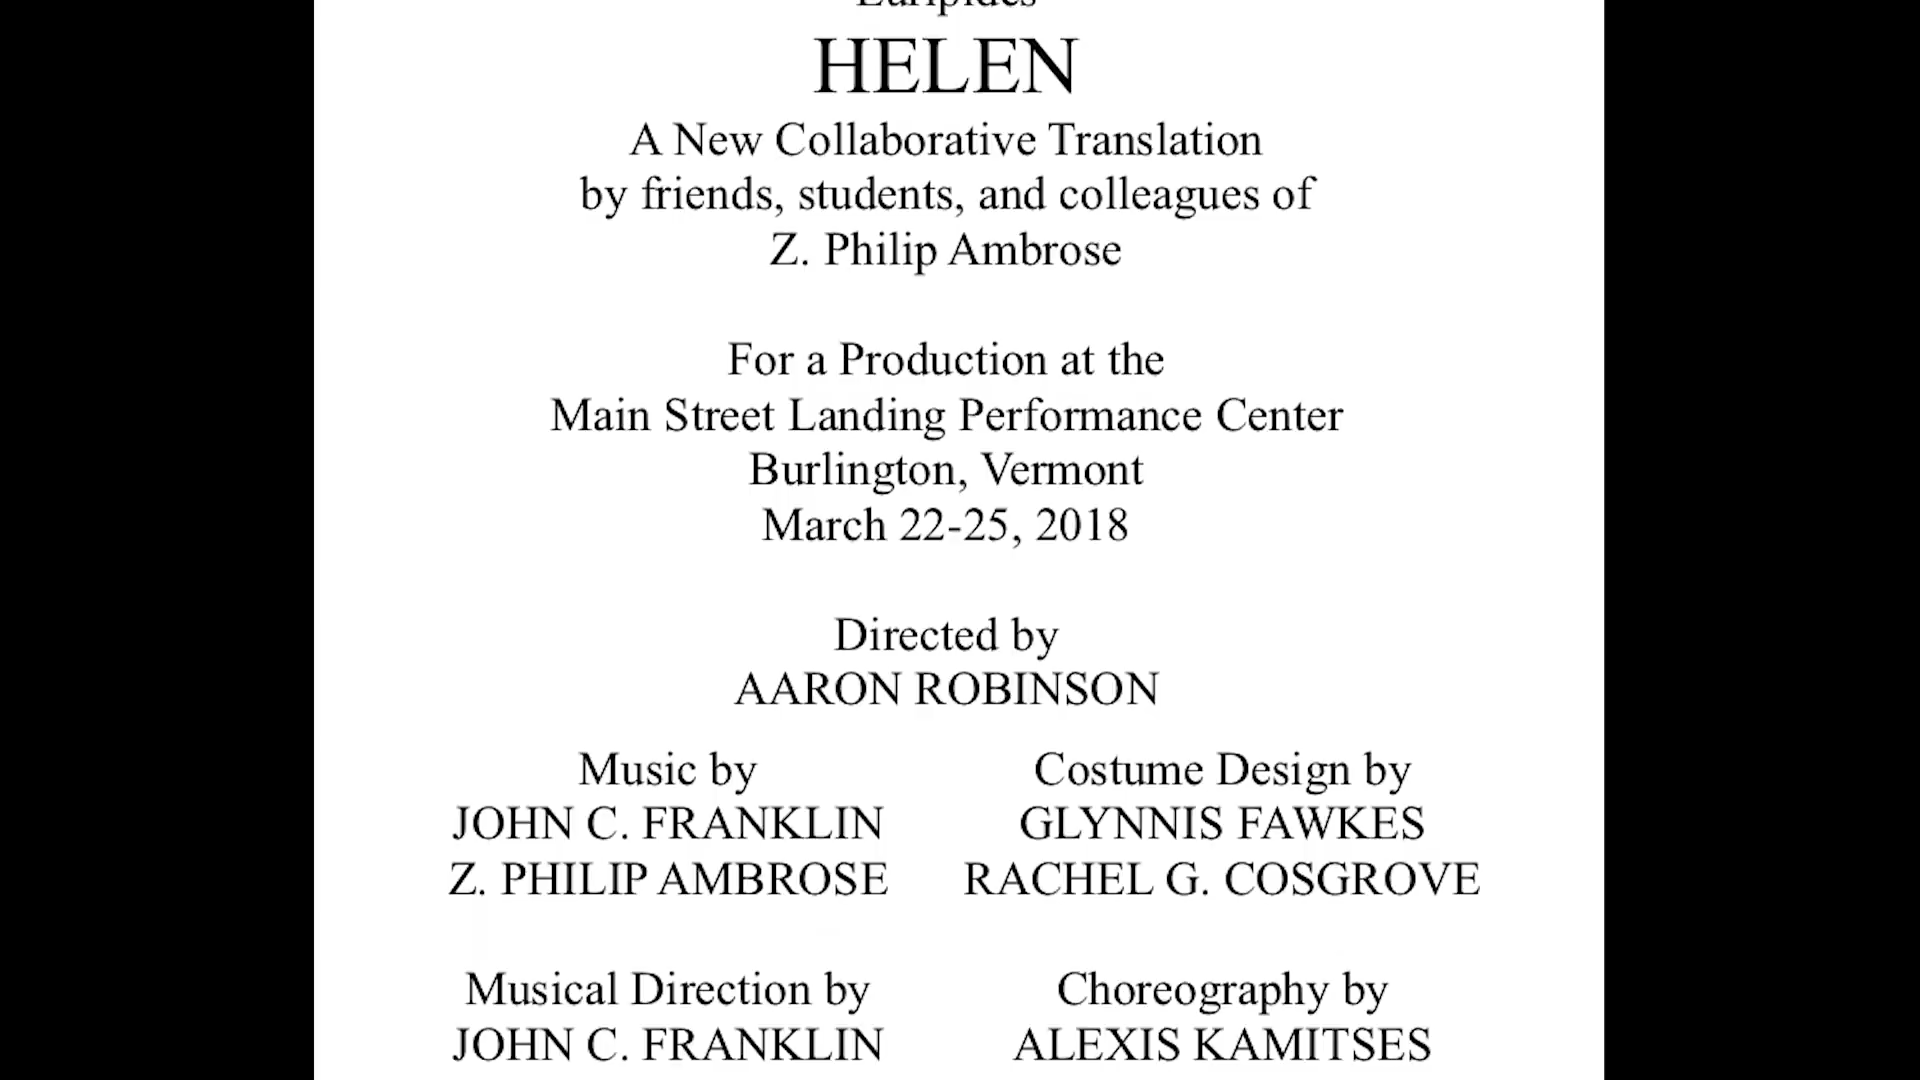 Euripides
HELEN
A New Collaborative Translation
by friends, students, and colleagues of
Z. Philip Ambrose
For a Production at the
Main Street Landing Performance Center
Burlington, Vermont
March 22-25, 2018
Directed by
AARON ROBINSON
Music by
JOHN C. FRANKLIN
Z. PHILIP AMBROSE
Costume Design by
GLYNNIS FAWKES
RACHEL G. COSGROVE
Musical Direction by
JOHN C. FRANKLIN
Choreography by
ALEXIS KAMITSES